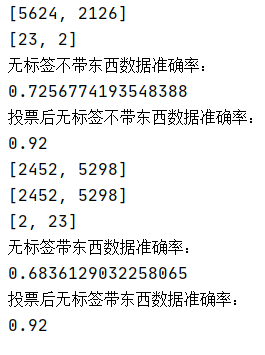 [5624, 2126]
[23, 2]
无标签不带东西数据准确率：
0.7256774193548388
投票后无标签不带东西数据准确率：
0.92
[2452, 5298]
[2452, 5298]
[2, 23]
无标签带东西数据准确率：
0.6836129032258065
投票后无标签带东西数据准确率：
0.92